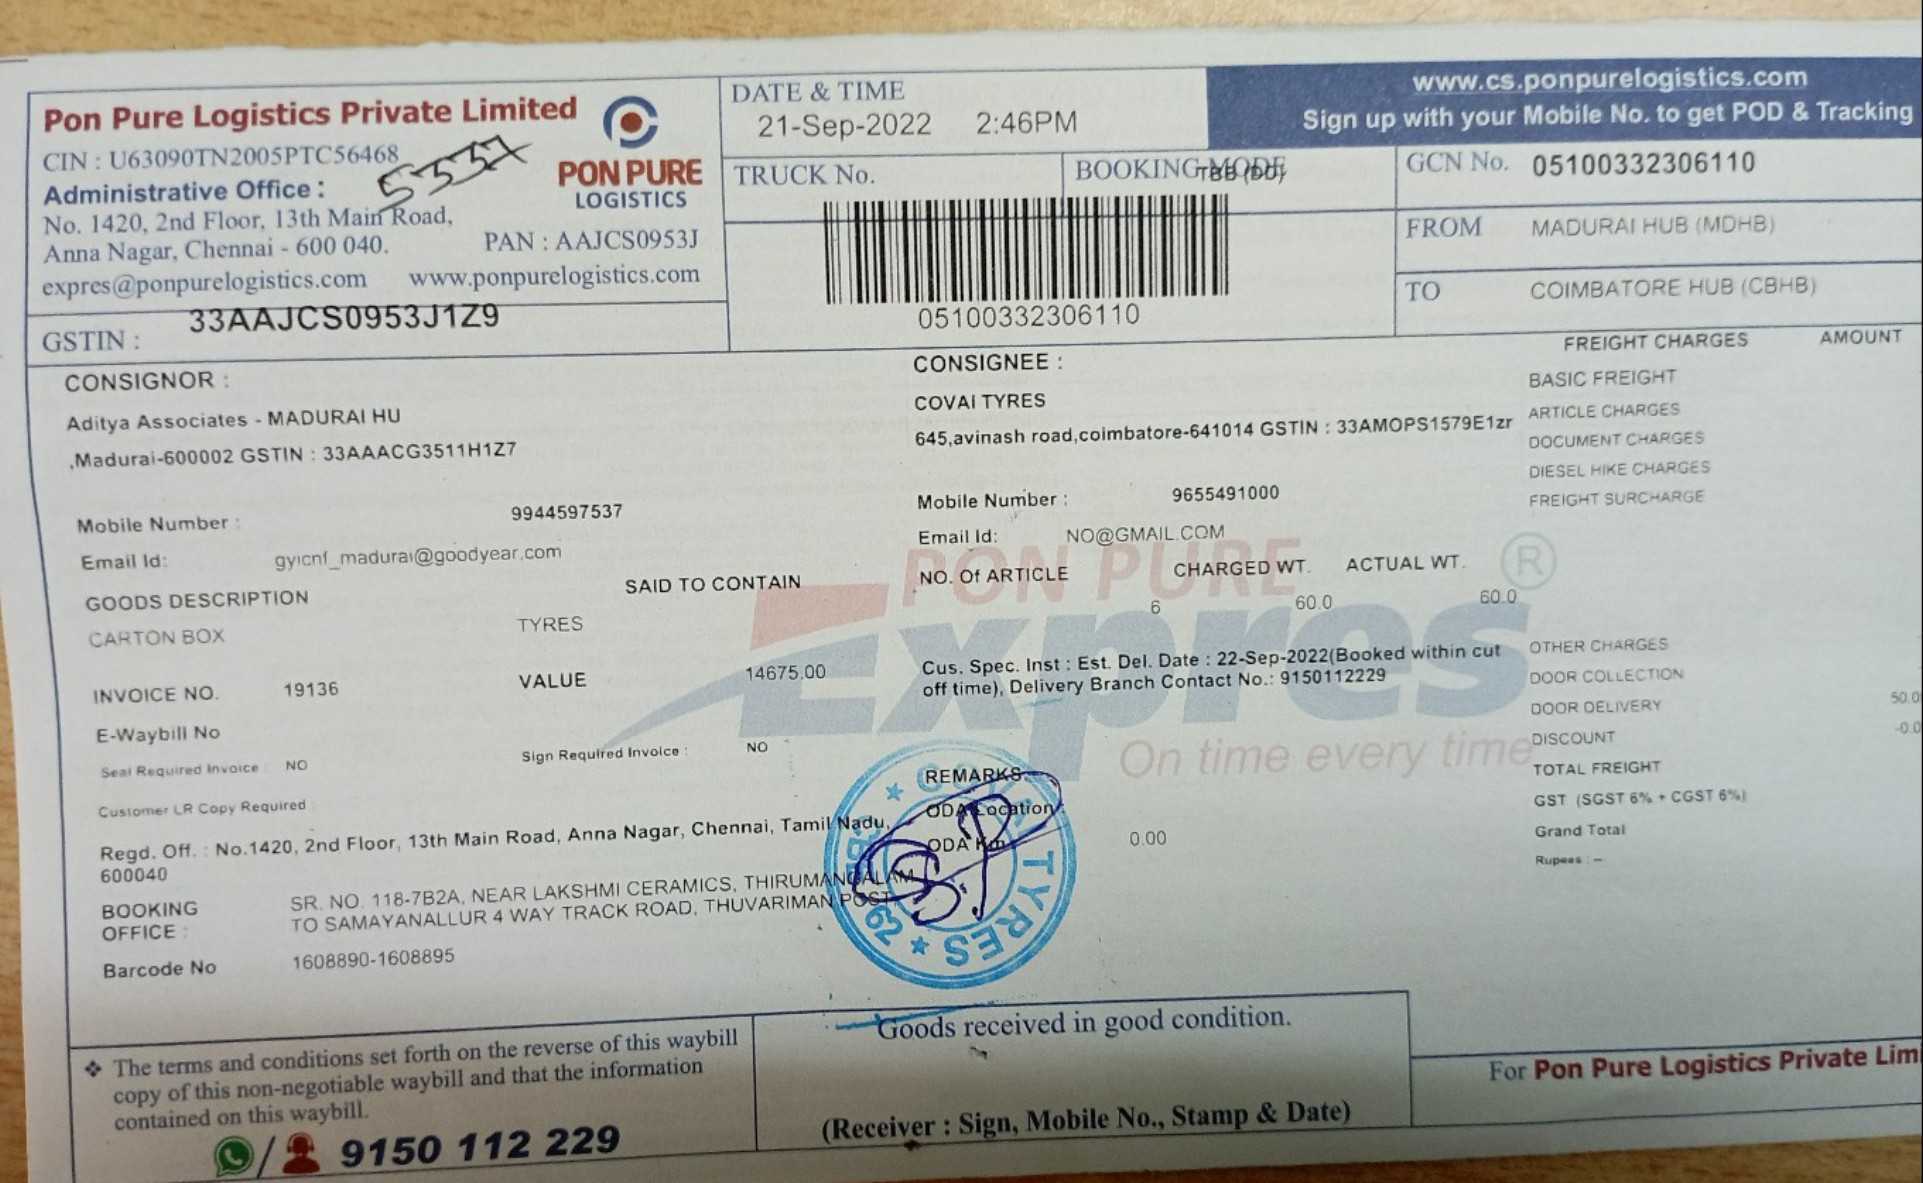 Pon Pure Logistics Private Limited
CIN : U63090TN2005PTC56468
Administrative Office :
No. 1420, 2nd Floor, 13th Main Road,
Anna Nagar, Chennai - 600 040.
PAN : AAJCS0953J
expres@ponpurelogistics.com www.ponpurelogistics.com
PON PURE
LOGISTICS
GSTIN : 33AAJCS0953J1Z9
DATE & TIME
21-Sep-2022 2:46PM
www.cs.ponpurelogistics.com
Sign up with your Mobile No. to get POD & Tracking
TRUCK No.
BOOKING MODE
TBB (DD)
GCN No. 05100332306110
FROM MADURAI HUB (MDHB)
TO COIMBATORE HUB (CBHB)
05100332306110
CONSIGNOR :
Aditya Associates - MADURAI HU
,Madurai-600002 GSTIN : 33AAACG3511H1Z7
Mobile Number : 9944597537
Email Id: gyicnf_madurai@goodyear.com
CONSIGNEE :
COVAI TYRES
645,avinash road,coimbatore-641014 GSTIN : 33AMOPS1579E1zr
Mobile Number : 9655491000
Email Id: NO@GMAIL.COM
FREIGHT CHARGES AMOUNT
BASIC FREIGHT
ARTICLE CHARGES
DOCUMENT CHARGES
DIESEL HIKE CHARGES
FREIGHT SURCHARGE
GOODS DESCRIPTION SAID TO CONTAIN NO. Of ARTICLE CHARGED WT. ACTUAL WT.
CARTON BOX TYRES 6 60.0 60.0
PON PURE
Expres ®
On time every time
INVOICE NO. 19136 VALUE 14675.00
Cus. Spec. Inst : Est. Del. Date : 22-Sep-2022(Booked within cut
off time), Delivery Branch Contact No.: 9150112229
E-Waybill No
Seal Required Invoice : NO Sign Required Invoice : NO
Customer LR Copy Required
REMARKS
ODA Location :
ODA Km 0.00
OTHER CHARGES
DOOR COLLECTION
DOOR DELIVERY 50.0
DISCOUNT -0.0
TOTAL FREIGHT
GST (SGST 6% + CGST 6%)
Grand Total
Rupees : --
Regd. Off. : No.1420, 2nd Floor, 13th Main Road, Anna Nagar, Chennai, Tamil Nadu,
600040
BOOKING
OFFICE :
SR. NO. 118-7B2A, NEAR LAKSHMI CERAMICS, THIRUMANGALAM
TO SAMAYANALLUR 4 WAY TRACK ROAD, THUVARIMAN POST
Barcode No 1608890-1608895
TYRES
❖ The terms and conditions set forth on the reverse of this waybill
copy of this non-negotiable waybill and that the information
contained on this waybill.
9150 112 229
Goods received in good condition.
(Receiver : Sign, Mobile No., Stamp & Date)
For Pon Pure Logistics Private Lim